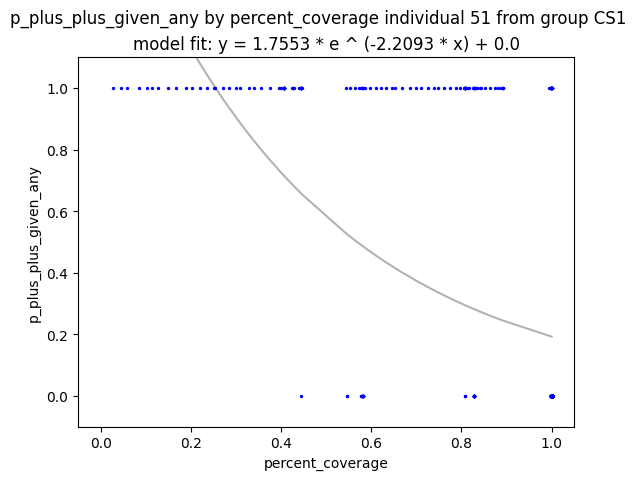 p_plus_plus_given_any by percent_coverage individual 51 from group CS1
model fit: y = 1.7553 * e ^ (-2.2093 * x) + 0.0
1.0
0.8
0.6
0.4
0.2
0.0
p_plus_plus_given_any
0.0 0.2 0.4 0.6 0.8 1.0
percent_coverage